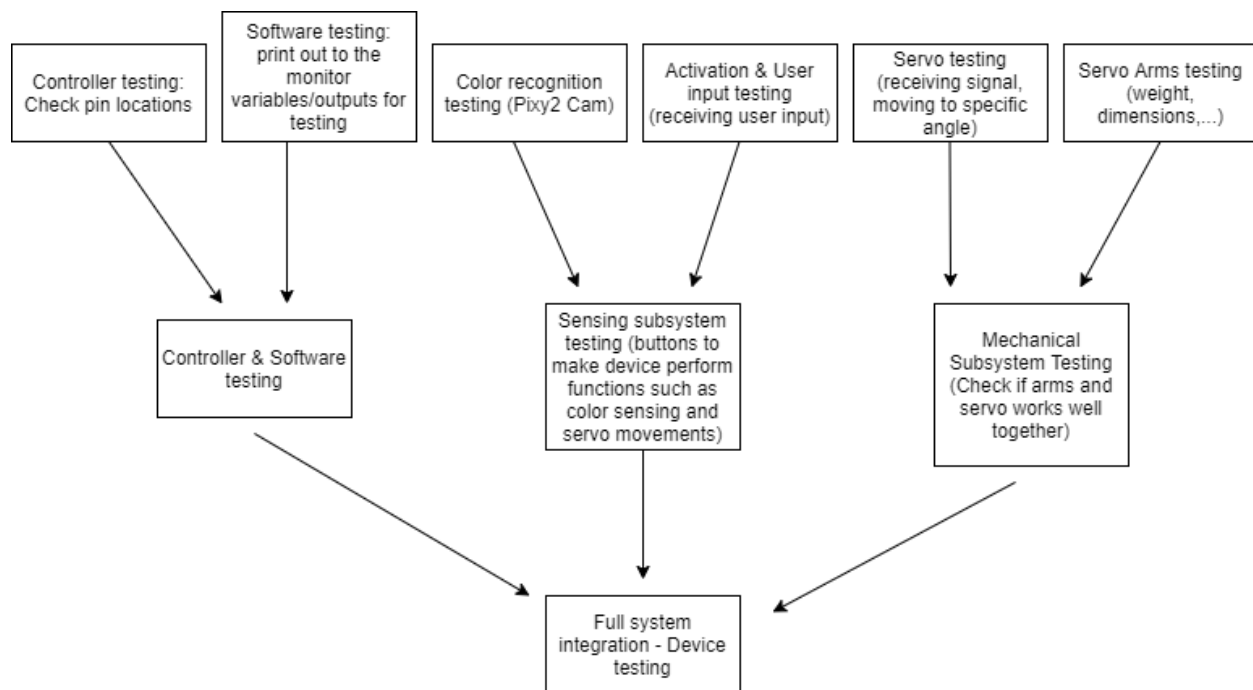 Controller testing:
Check pin locations
Software testing:
print out to the
monitor
variables/outputs for
testing
Color recognition
testing (Pixy2 Cam)
Activation & User
input testing
(receiving user input)
Servo testing
(receiving signal,
moving to specific
angle)
Servo Arms testing
(weight,
dimensions,...)
Controller & Software
testing
Sensing subsystem
testing (buttons to
make device perform
functions such as
color sensing and
servo movements)
Mechanical
Subsystem Testing
(Check if arms and
servo works well
together)
Full system
integration - Device
testing